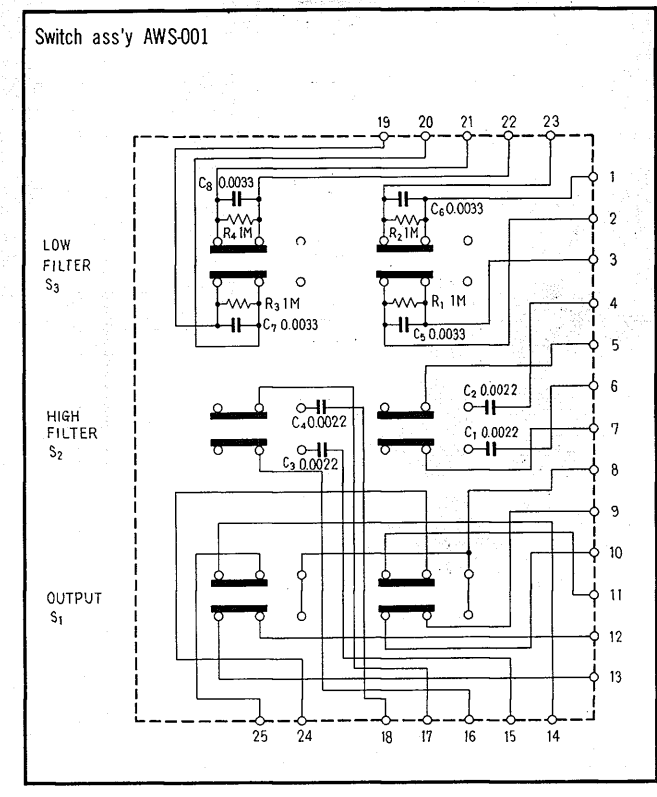 Switch ass'y AWS-001
19 20 21 22 23
C8 0.0033
C6 0.0033
1
R4 1M
R2 1M
2
LOW
FILTER
S3
3
R3 1M
R1 1M
4
C7 0.0033
C5 0.0033
5
C2 0.0022
6
HIGH
FILTER
S2
C4 0.0022
C1 0.0022
7
C3 0.0022
8
9
10
OUTPUT
S1
11
12
13
25 24 18 17 16 15 14